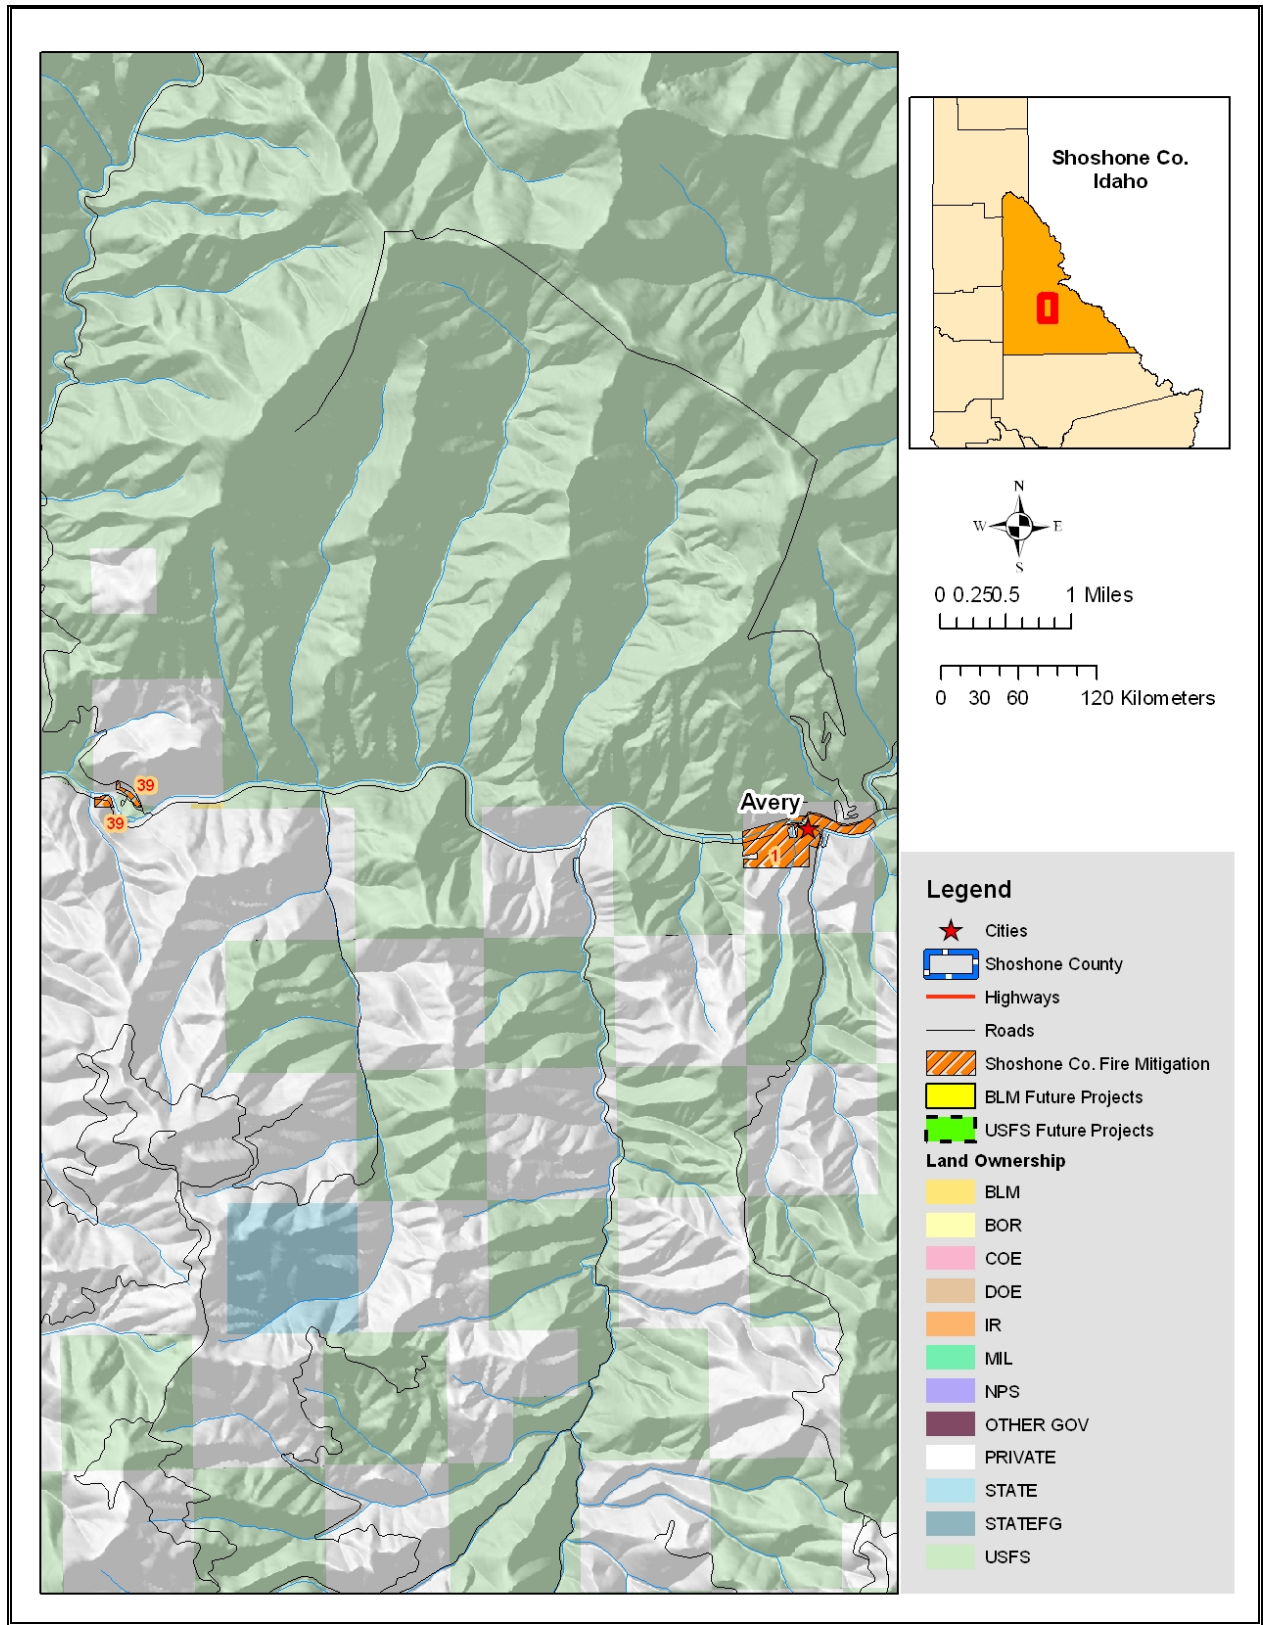 Shoshone Co.
Idaho
N
W E
S
0 0.250.5 1 Miles
0 30 60 120 Kilometers
39
39
Avery
1
Legend
Cities
Shoshone County
Highways
Roads
Shoshone Co. Fire Mitigation
BLM Future Projects
USFS Future Projects
Land Ownership
BLM
BOR
COE
DOE
IR
MIL
NPS
OTHER GOV
PRIVATE
STATE
STATEFG
USFS